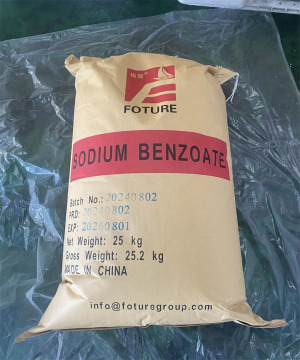 FOTURE
SODIUM BENZOATE
Batch No.: 20240802
PRD: 20240802
EXP: 20260801
Net Weight: 25 kg
Gross Weight: 25.2 kg
MADE IN CHINA
info@foturegroup.com